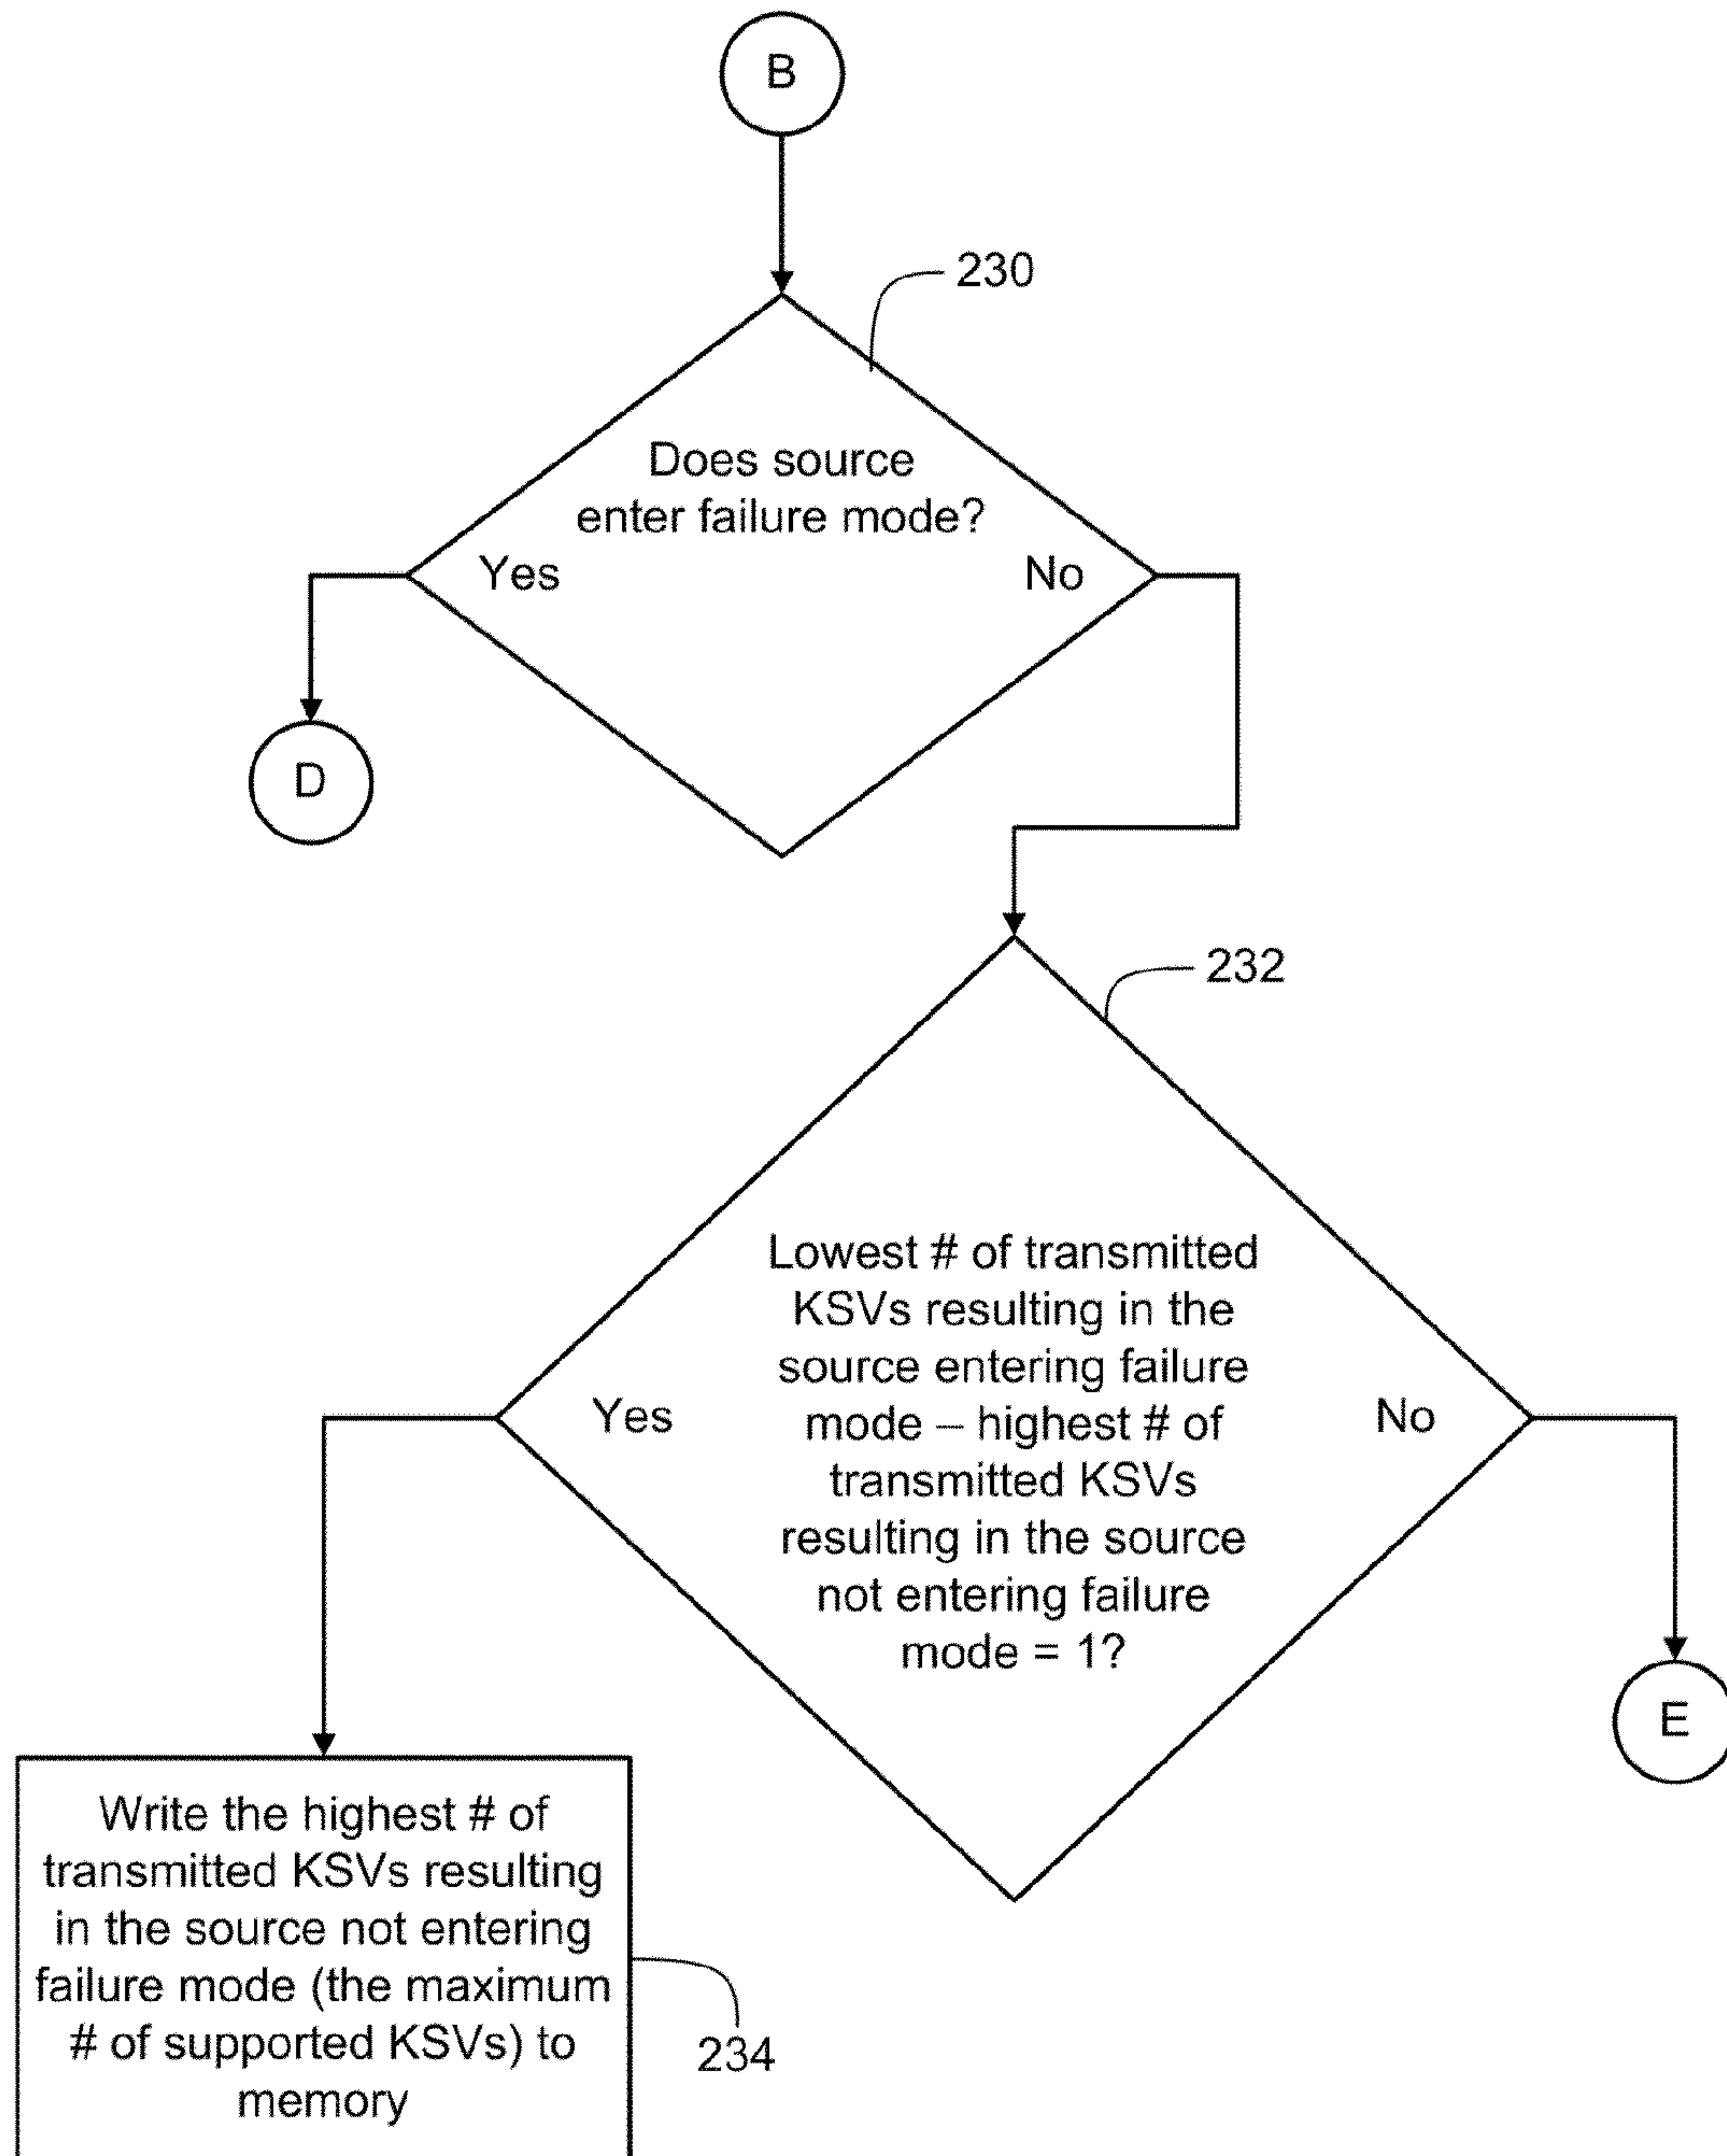 B
230
Does source
enter failure mode?
Yes
No
D
232
Lowest # of transmitted
KSVs resulting in the
source entering failure
mode – highest # of
transmitted KSVs
resulting in the source
not entering failure
mode = 1?
Yes
No
E
Write the highest # of
transmitted KSVs resulting
in the source not entering
failure mode (the maximum
# of supported KSVs) to
memory
234